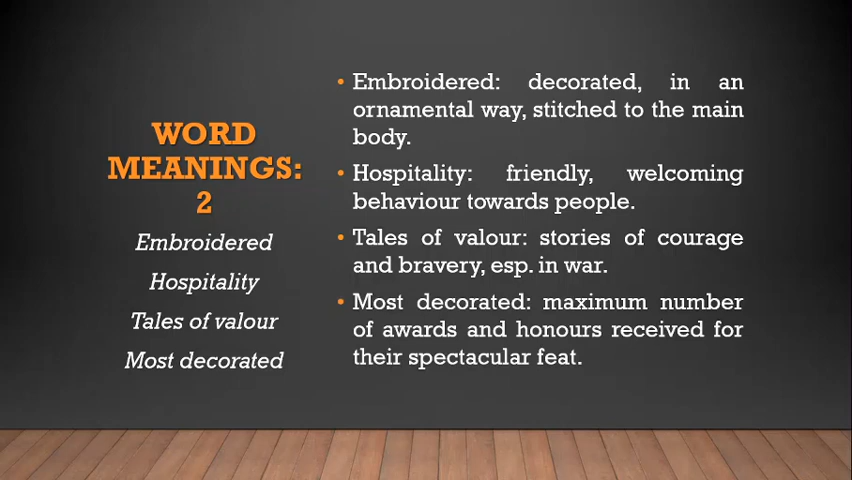 WORD
MEANINGS:
2
Embroidered
Hospitality
Tales of valour
Most decorated
• Embroidered: decorated, in an
ornamental way, stitched to the main
body.
• Hospitality: friendly, welcoming
behaviour towards people.
• Tales of valour: stories of courage
and bravery, esp. in war.
• Most decorated: maximum number
of awards and honours received for
their spectacular feat.